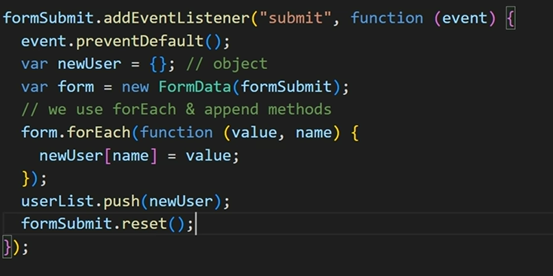 formSubmit.addEventListener("submit", function (event) {
  event.preventDefault();
  var newUser = {}; // object
  var form = new FormData(formSubmit);
  // we use forEach & append methods
  form.forEach(function (value, name) {
    newUser[name] = value;
  });
  userList.push(newUser);
  formSubmit.reset();
});